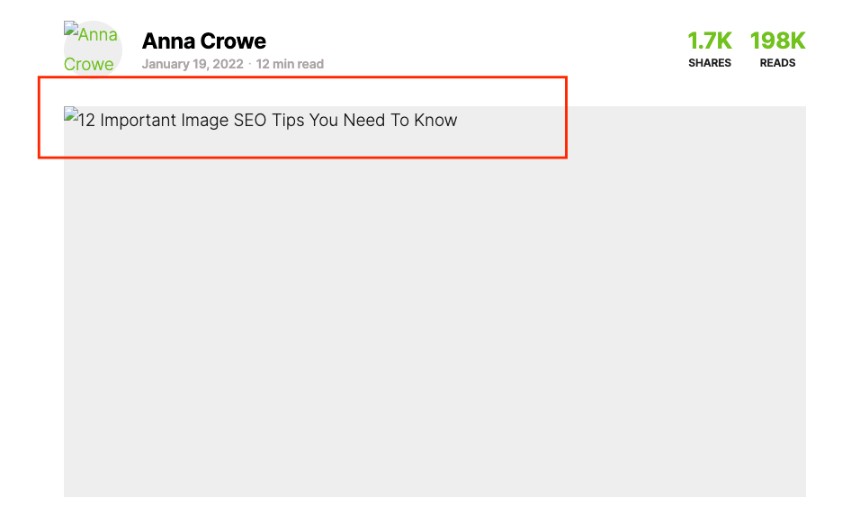 Anna
Crowe
Anna Crowe
January 19, 2022 · 12 min read
1.7K
SHARES
198K
READS
12 Important Image SEO Tips You Need To Know